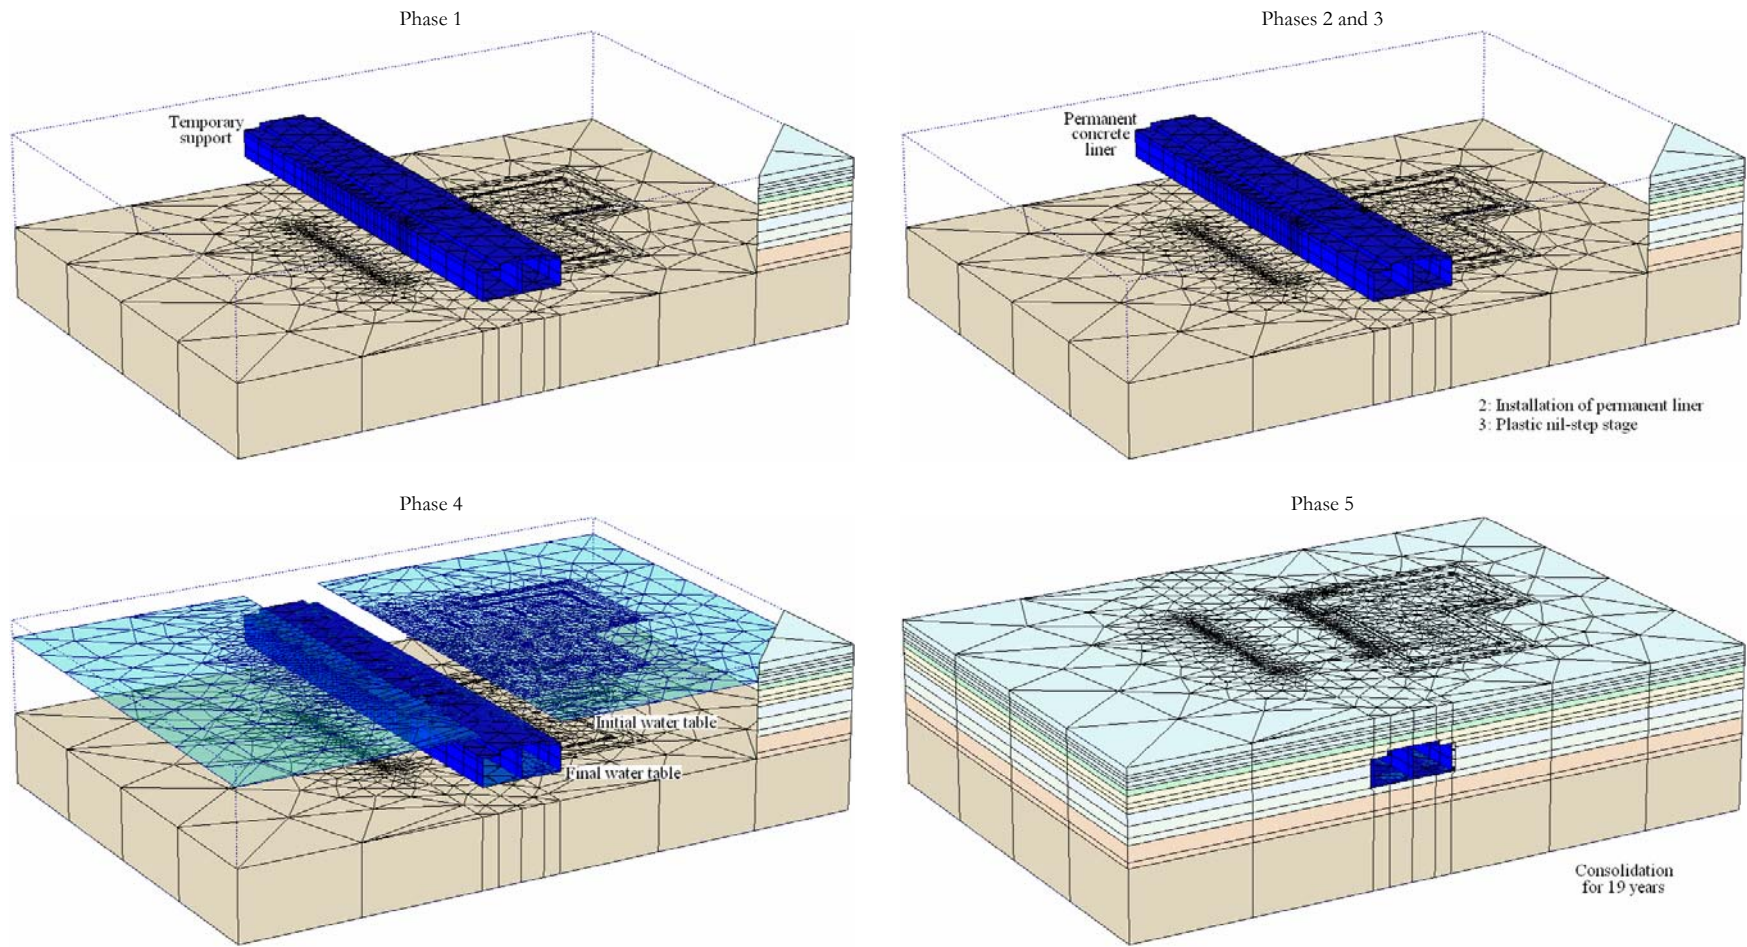 Phase 1
Phases 2 and 3
Temporary
support
Permanent
concrete
liner
2: Installation of permanent liner
3: Plastic nil-step stage
Phase 4
Phase 5
Initial water table
Final water table
Consolidation
for 19 years